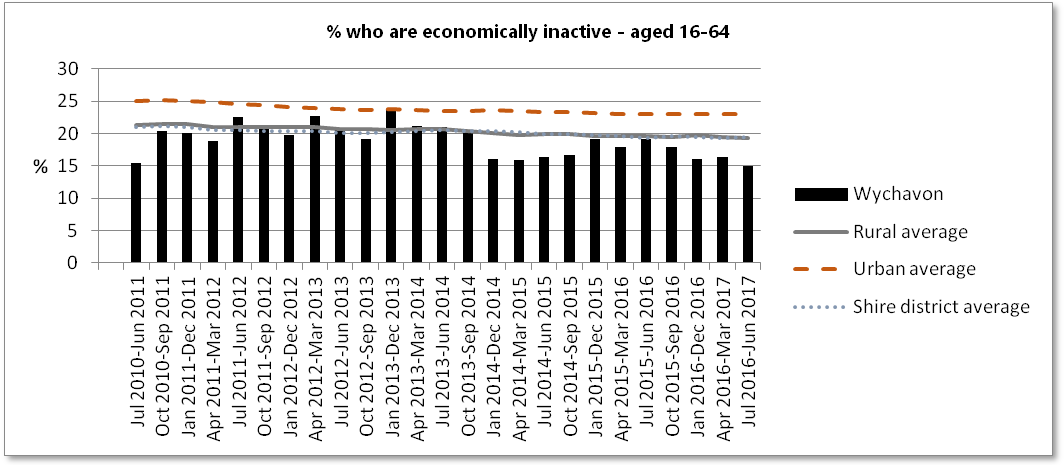 % who are economically inactive - aged 16-64
30
25
20
15
10
5
0
%
Jul 2010-Jun 2011
Oct 2010-Sep 2011
Jan 2011-Dec 2011
Apr 2011-Mar 2012
Jul 2011-Jun 2012
Oct 2011-Sep 2012
Jan 2012-Dec 2012
Apr 2012-Mar 2013
Jul 2012-Jun 2013
Oct 2012-Sep 2013
Jan 2013-Dec 2013
Apr 2013-Mar 2014
Jul 2013-Jun 2014
Oct 2013-Sep 2014
Jan 2014-Dec 2014
Apr 2014-Mar 2015
Jul 2014-Jun 2015
Oct 2014-Sep 2015
Jan 2015-Dec 2015
Apr 2015-Mar 2016
Jul 2015-Jun 2016
Oct 2015-Sep 2016
Jan 2016-Dec 2016
Apr 2016-Mar 2017
Jul 2016-Jun 2017
Wychavon
Rural average
Urban average
Shire district average